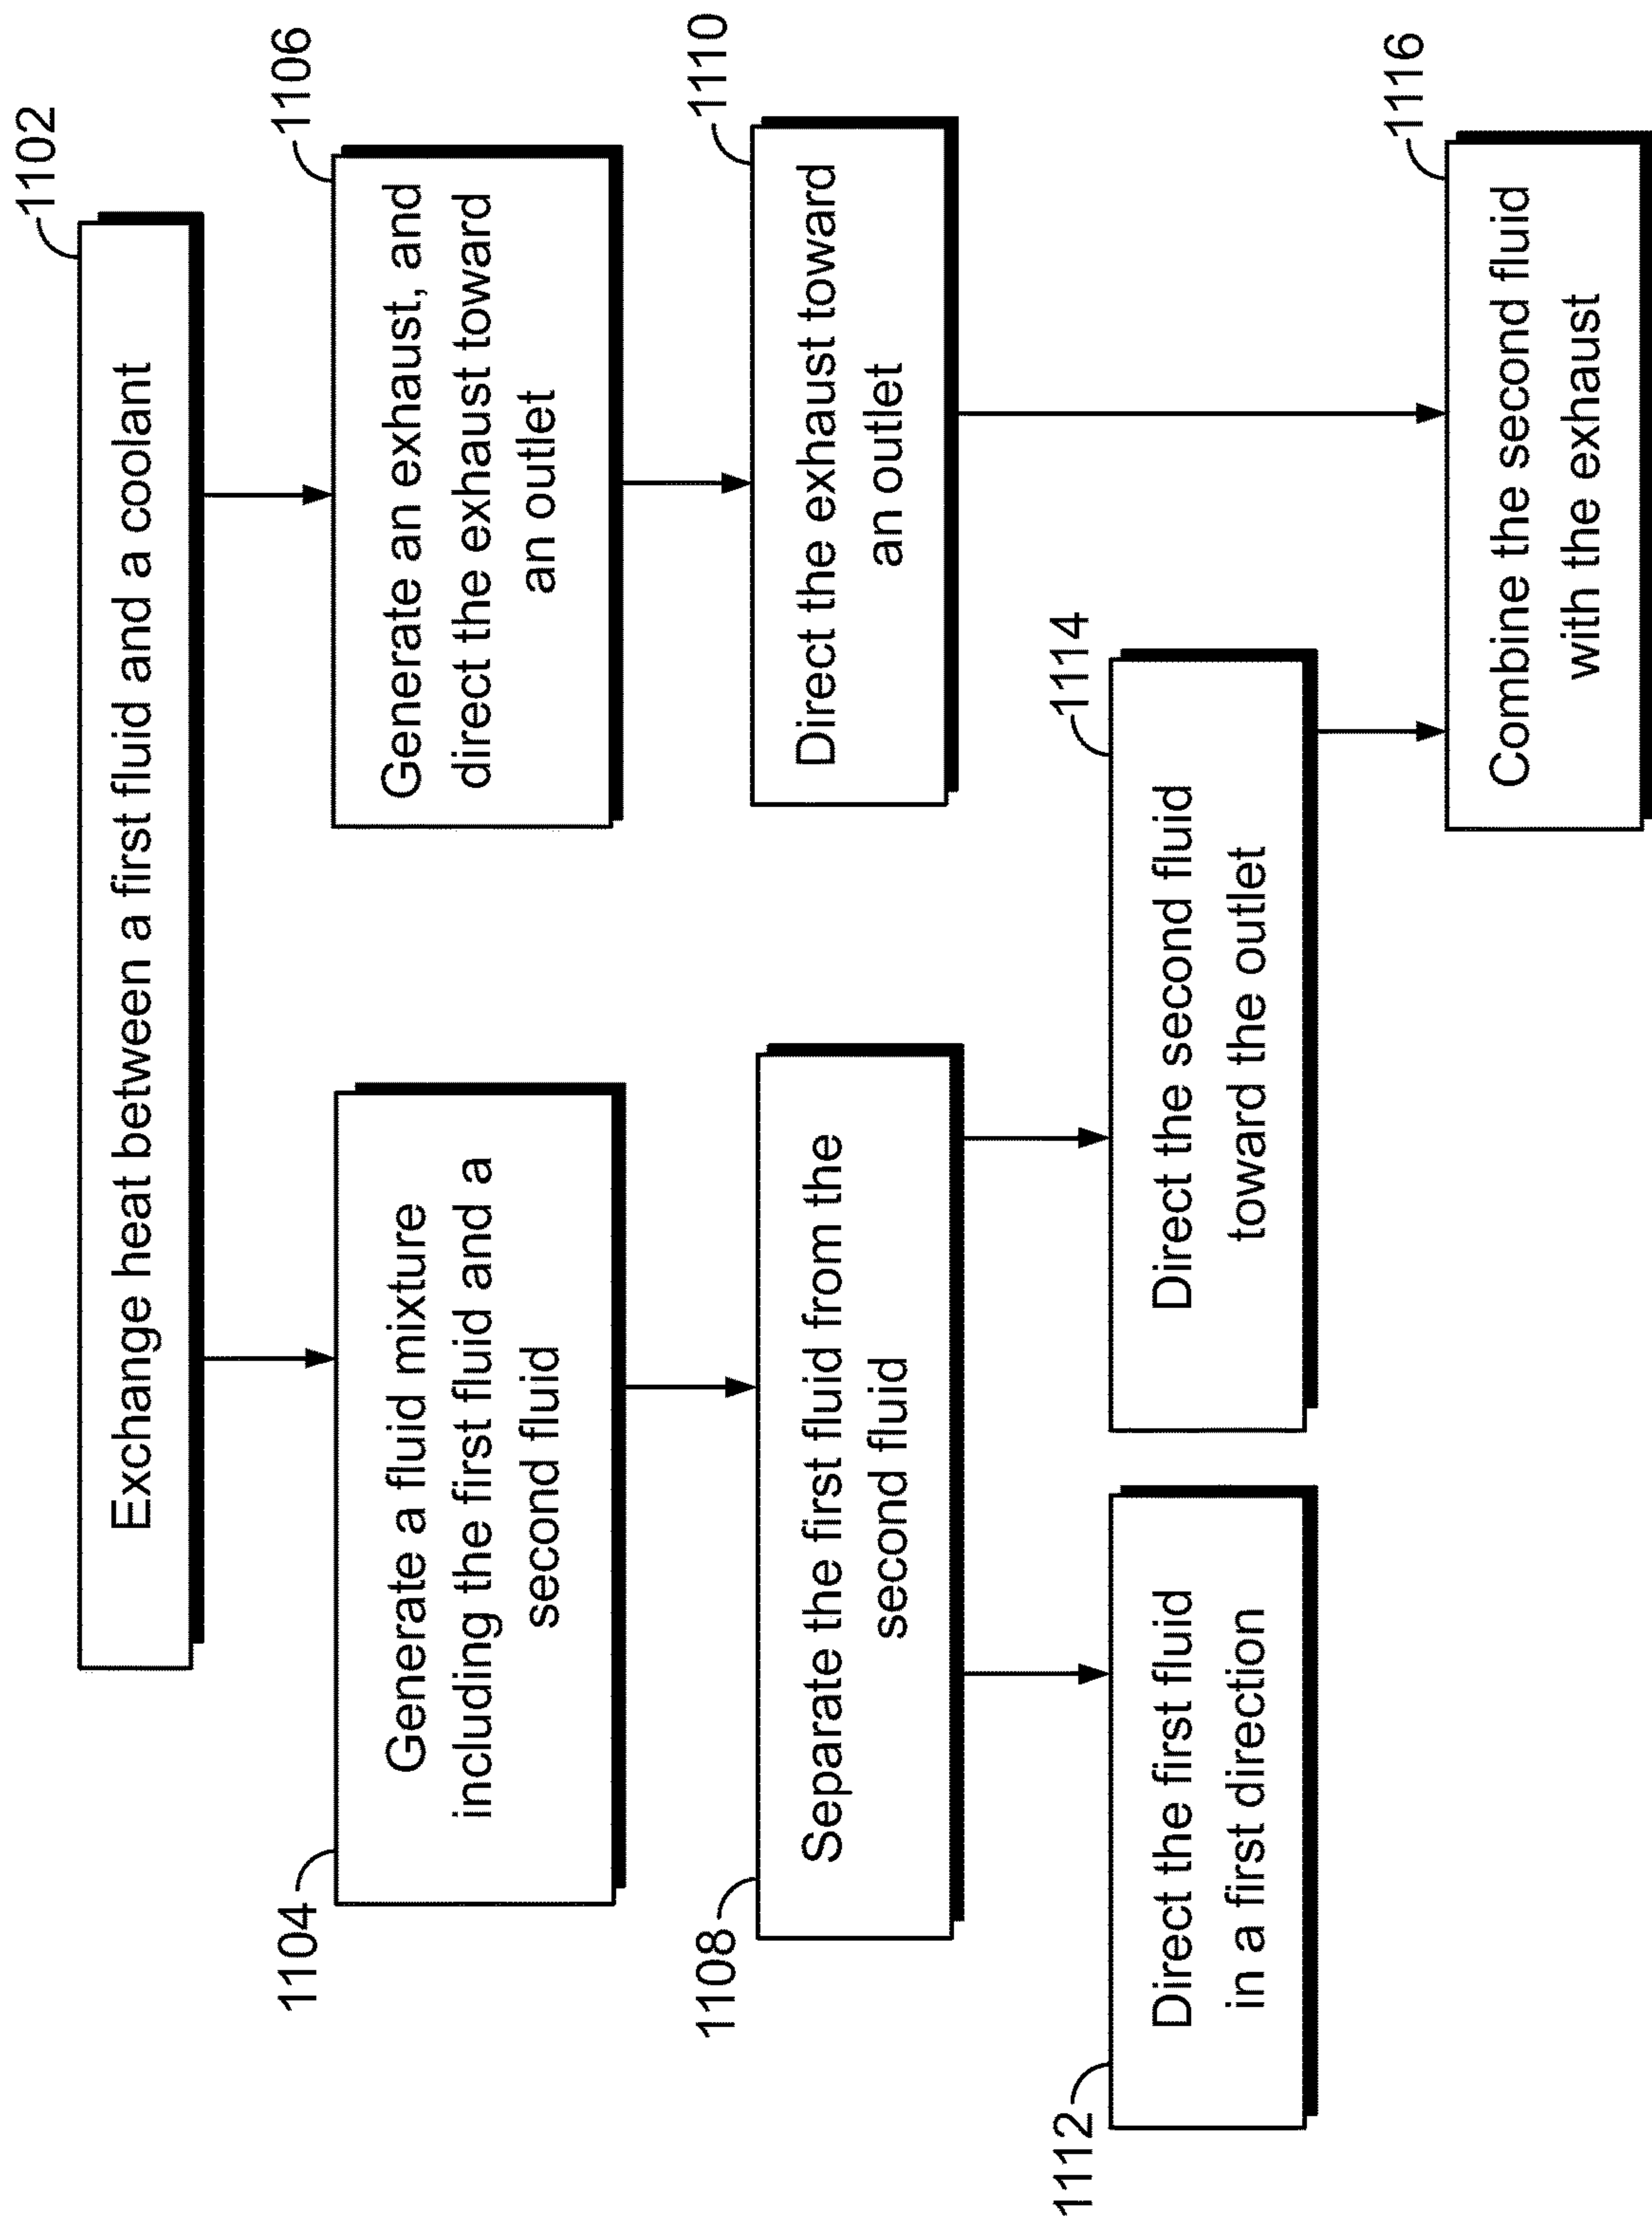 1102
Exchange heat between a first fluid and a coolant
1104
Generate a fluid mixture
including the first fluid and a
second fluid
1106
Generate an exhaust, and
direct the exhaust toward
an outlet
1108
Separate the first fluid from the
second fluid
1110
Direct the exhaust toward
an outlet
1112
Direct the first fluid
in a first direction
1114
Direct the second fluid
toward the outlet
1116
Combine the second fluid
with the exhaust